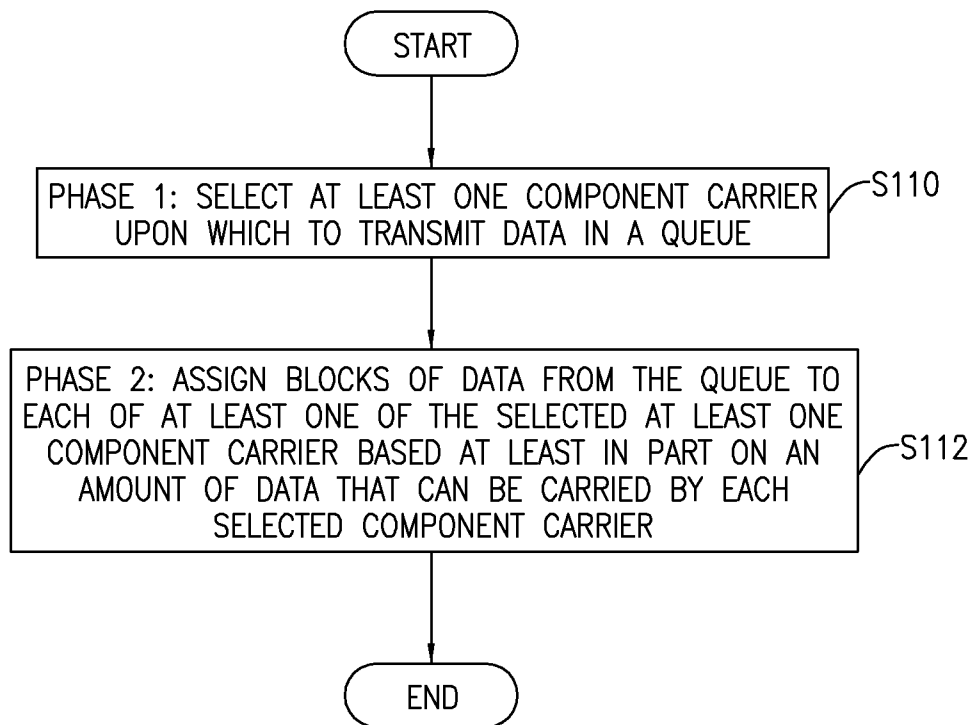 START
PHASE 1: SELECT AT LEAST ONE COMPONENT CARRIER
UPON WHICH TO TRANSMIT DATA IN A QUEUE
S110
PHASE 2: ASSIGN BLOCKS OF DATA FROM THE QUEUE TO
EACH OF AT LEAST ONE OF THE SELECTED AT LEAST ONE
COMPONENT CARRIER BASED AT LEAST IN PART ON AN
AMOUNT OF DATA THAT CAN BE CARRIED BY EACH
SELECTED COMPONENT CARRIER
S112
END